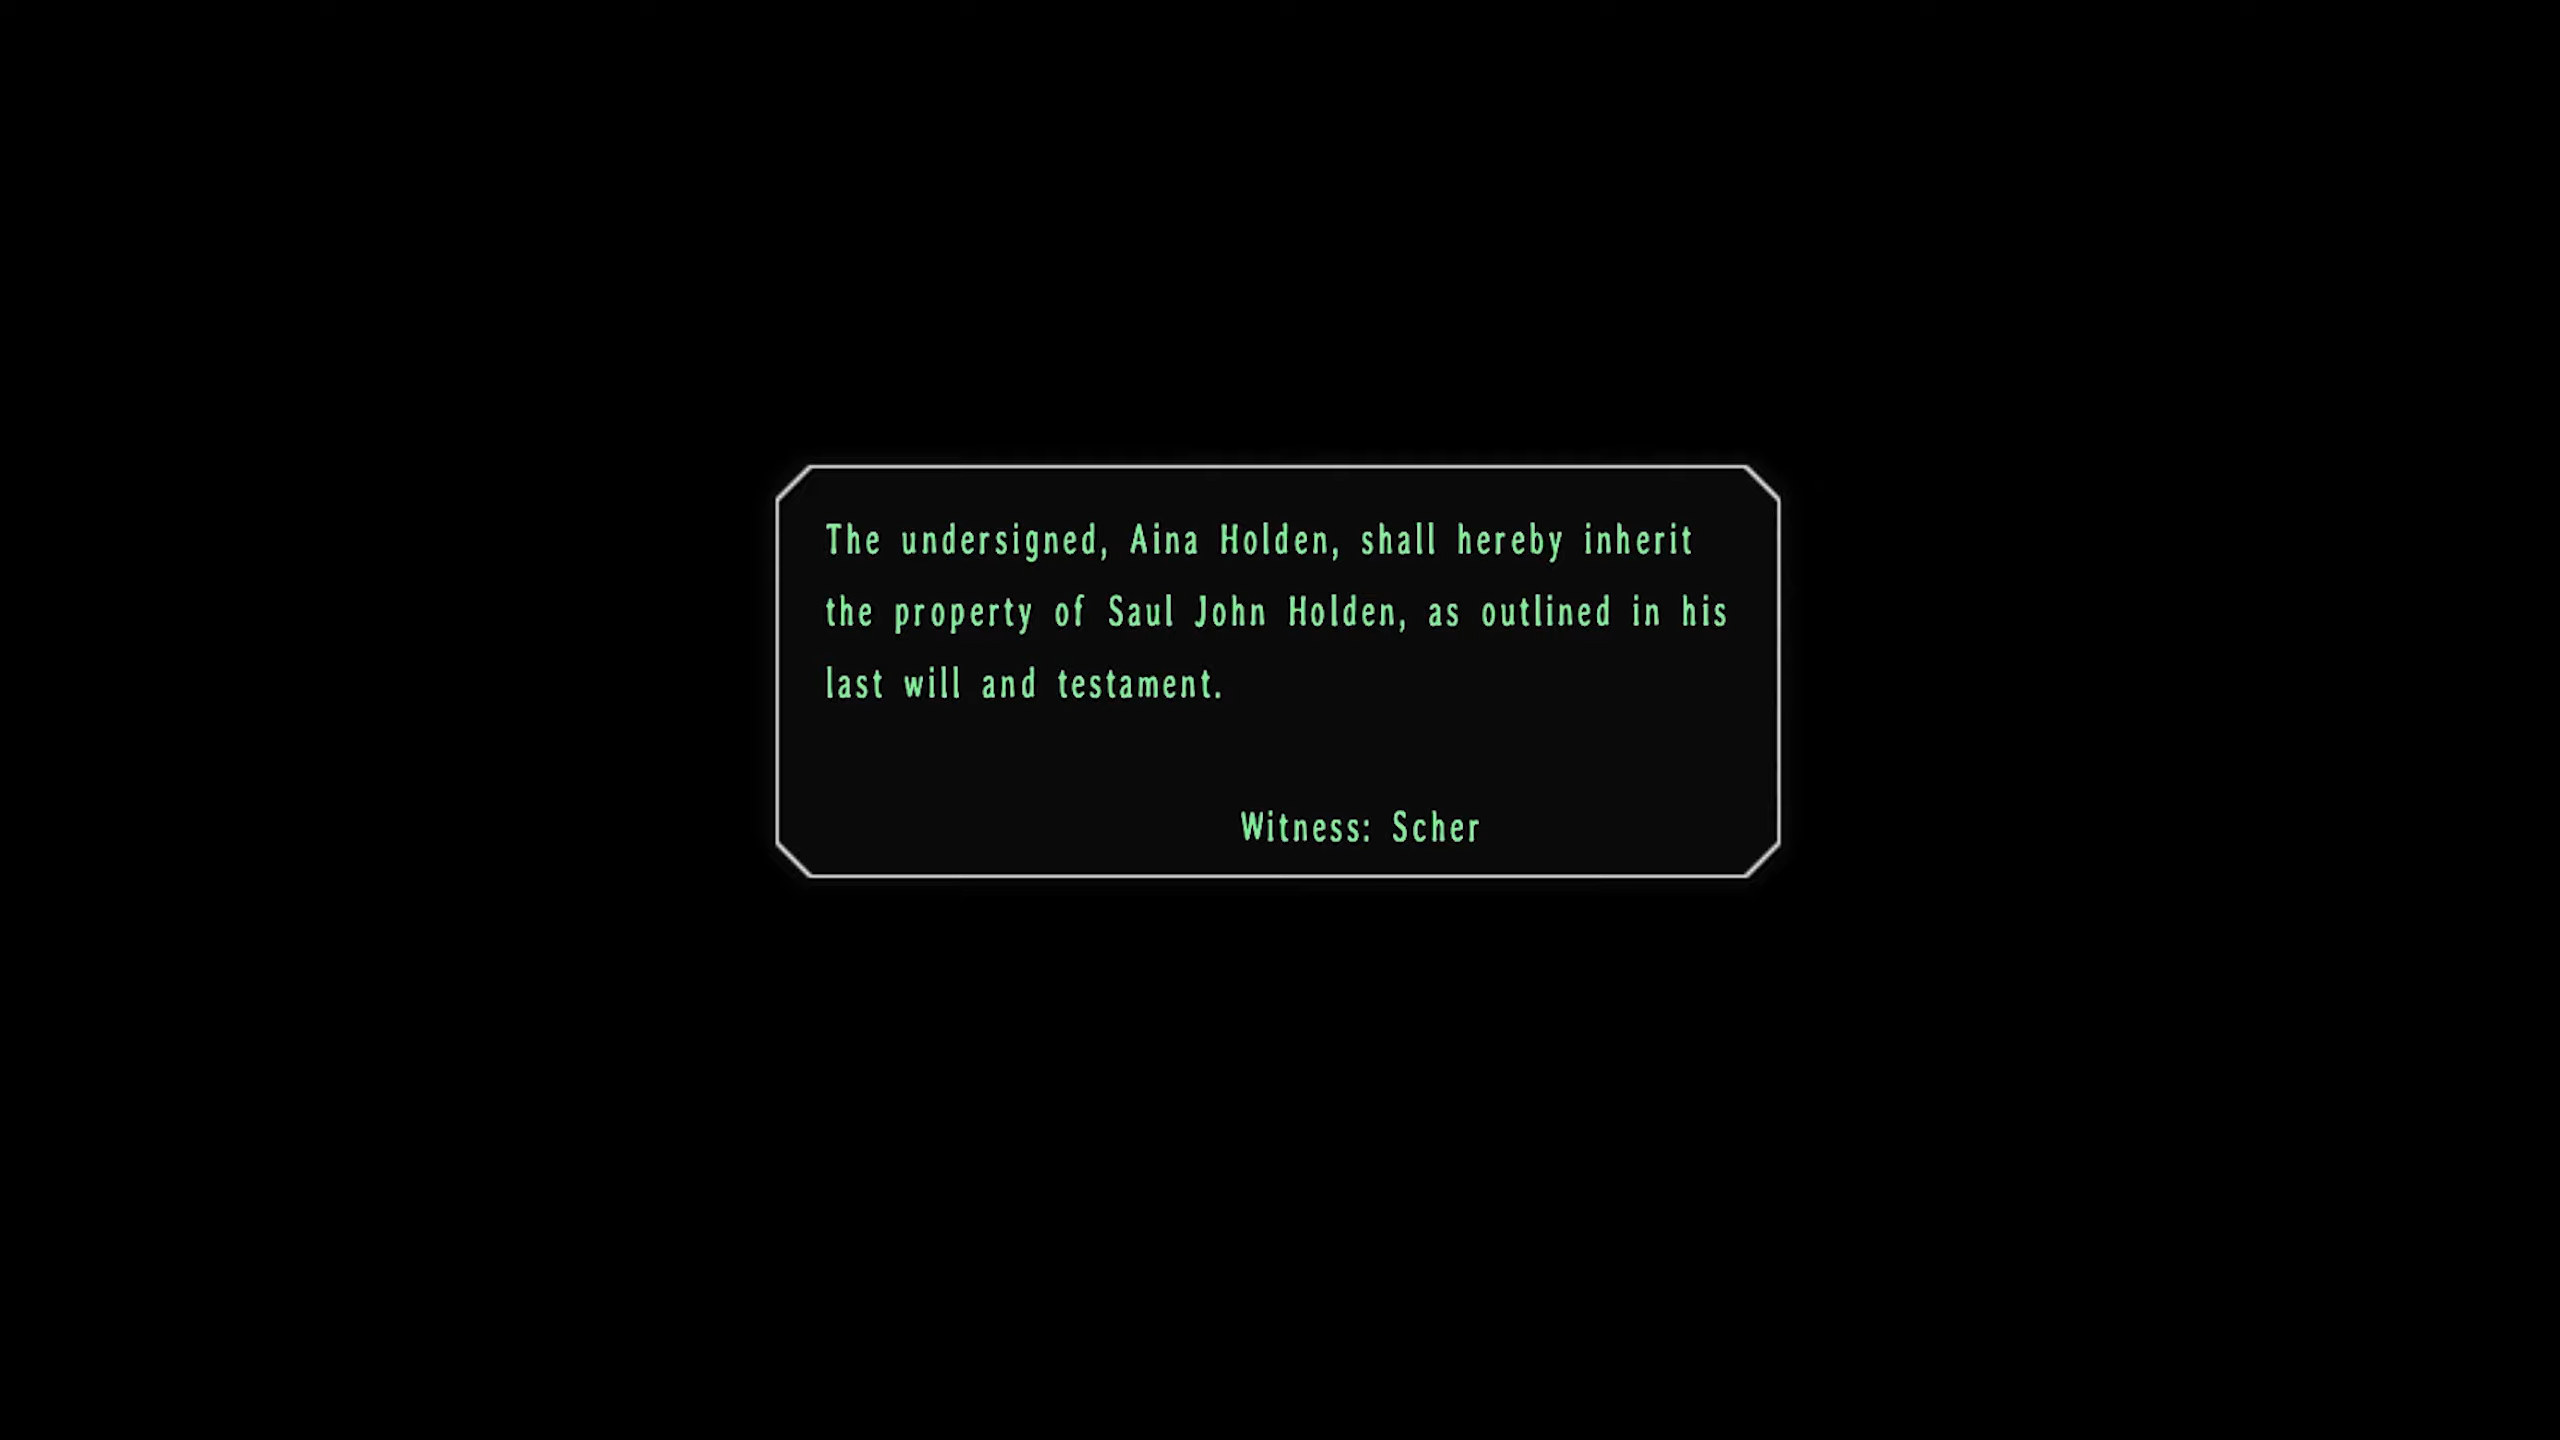 The undersigned, Aina Holden, shall hereby inherit
the property of Saul John Holden, as outlined in his
last will and testament.
Witness: Scher